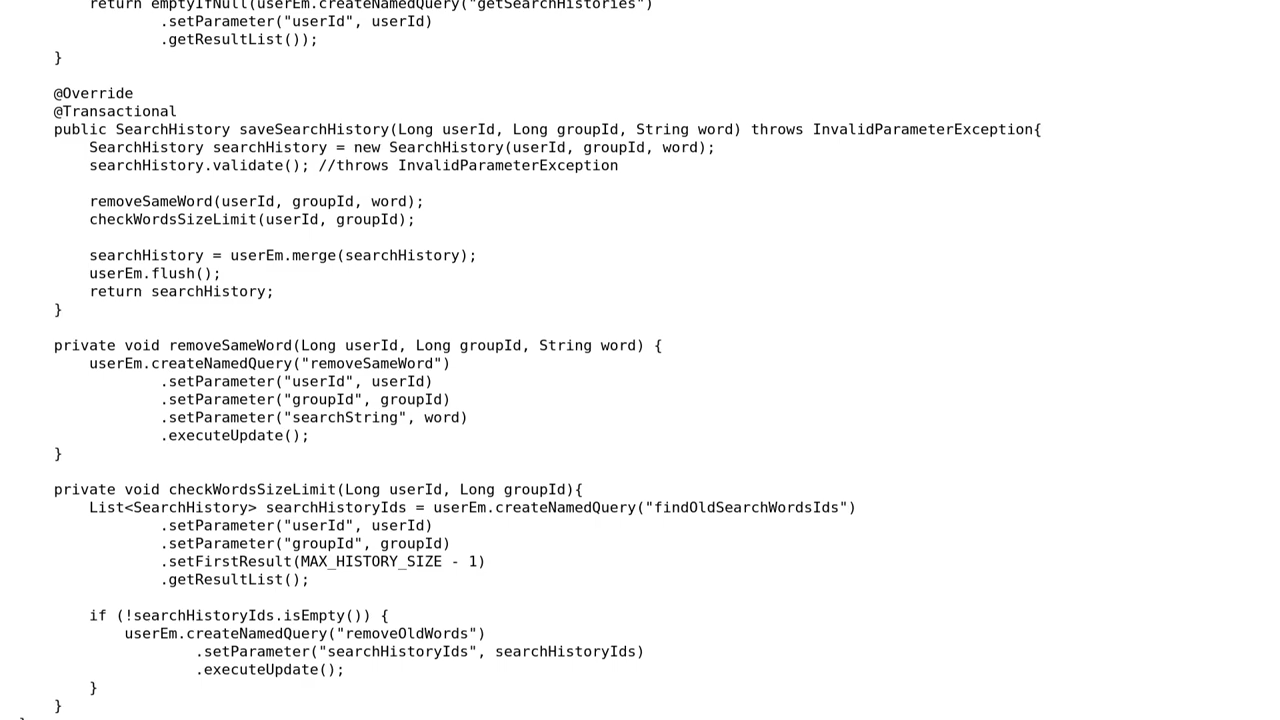 return emptyIfNull(userEm.createNamedQuery("getSearchHistories")
.setParameter("userId", userId)
.getResultList());
}
@Override
@Transactional
public SearchHistory saveSearchHistory(Long userId, Long groupId, String word) throws InvalidParameterException{
SearchHistory searchHistory = new SearchHistory(userId, groupId, word);
searchHistory.validate(); //throws InvalidParameterException
removeSameWord(userId, groupId, word);
checkWordsSizeLimit(userId, groupId);
searchHistory = userEm.merge(searchHistory);
userEm.flush();
return searchHistory;
}
private void removeSameWord(Long userId, Long groupId, String word) {
userEm.createNamedQuery("removeSameWord")
.setParameter("userId", userId)
.setParameter("groupId", groupId)
.setParameter("searchString", word)
.executeUpdate();
}
private void checkWordsSizeLimit(Long userId, Long groupId){
List<SearchHistory> searchHistoryIds = userEm.createNamedQuery("findOldSearchWordsIds")
.setParameter("userId", userId)
.setParameter("groupId", groupId)
.setFirstResult(MAX_HISTORY_SIZE - 1)
.getResultList();
if (!searchHistoryIds.isEmpty()) {
userEm.createNamedQuery("removeOldWords")
.setParameter("searchHistoryIds", searchHistoryIds)
.executeUpdate();
}
}